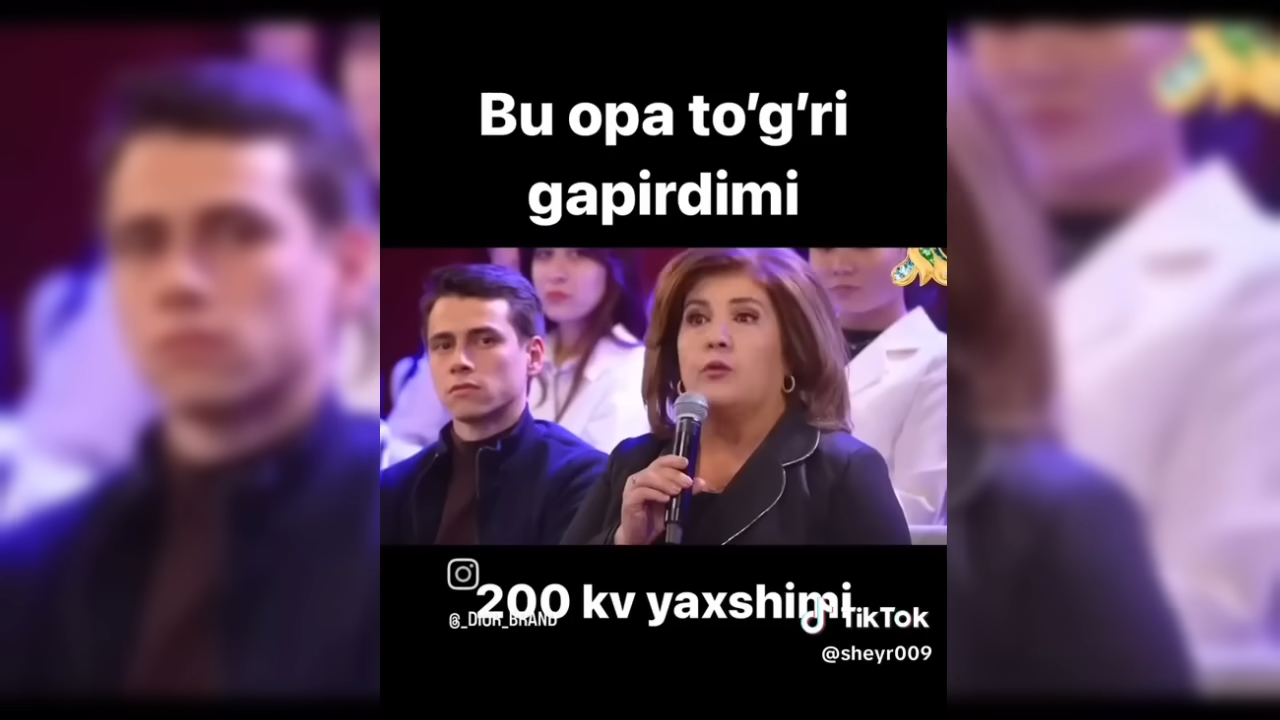 Bu opa to’g’ri
gapirdimi
200 kv yaxshimi
@_DIOR_BRAND
TikTok
@sheyr009